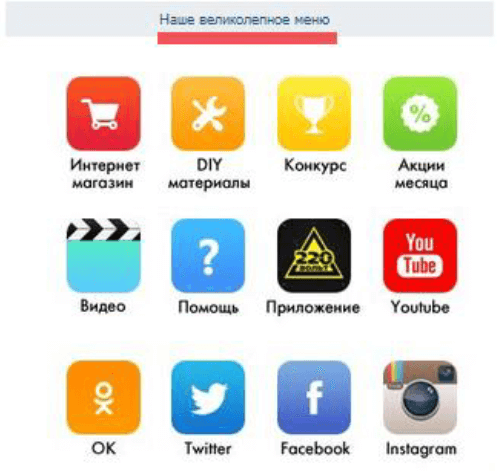 Наше великолепное меню
Интернет магазин
DIY материалы
Конкурс
%
Акции месяца
Видео
?
Помощь
220 ВОЛЬТ
Приложение
You Tube
Youtube
OK
Twitter
f
Facebook
Instagram